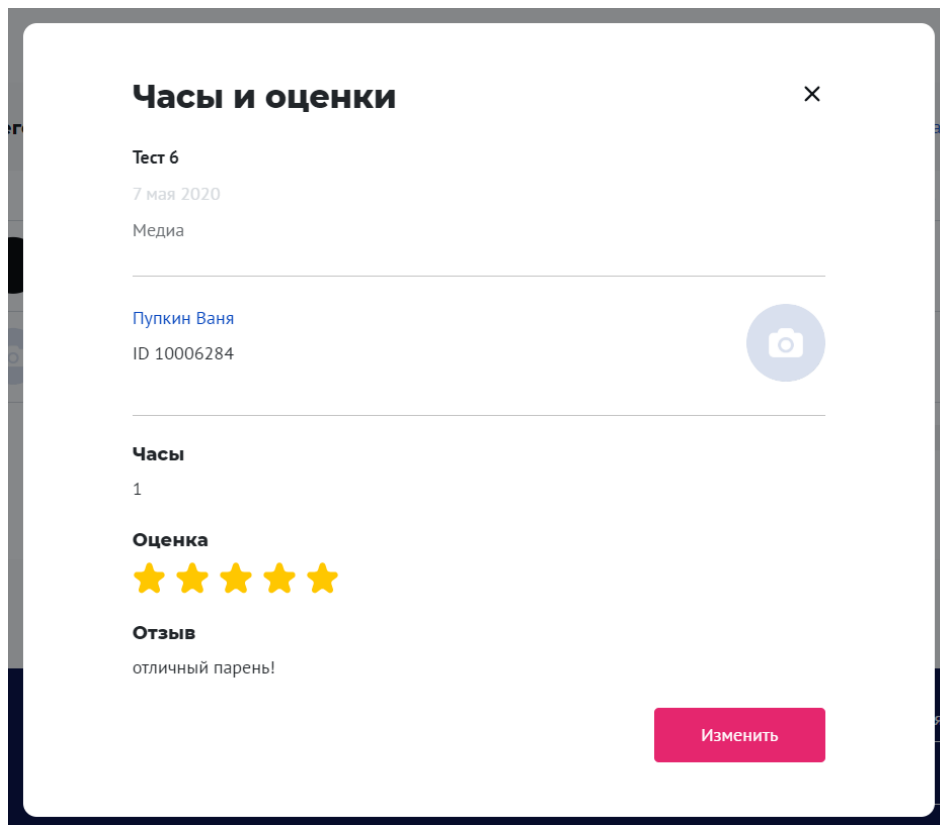 Часы и оценки
Тест 6
7 мая 2020
Медиа
Пупкин Ваня
ID 10006284
Часы
1
Оценка
Отзыв
отличный парень!
Изменить